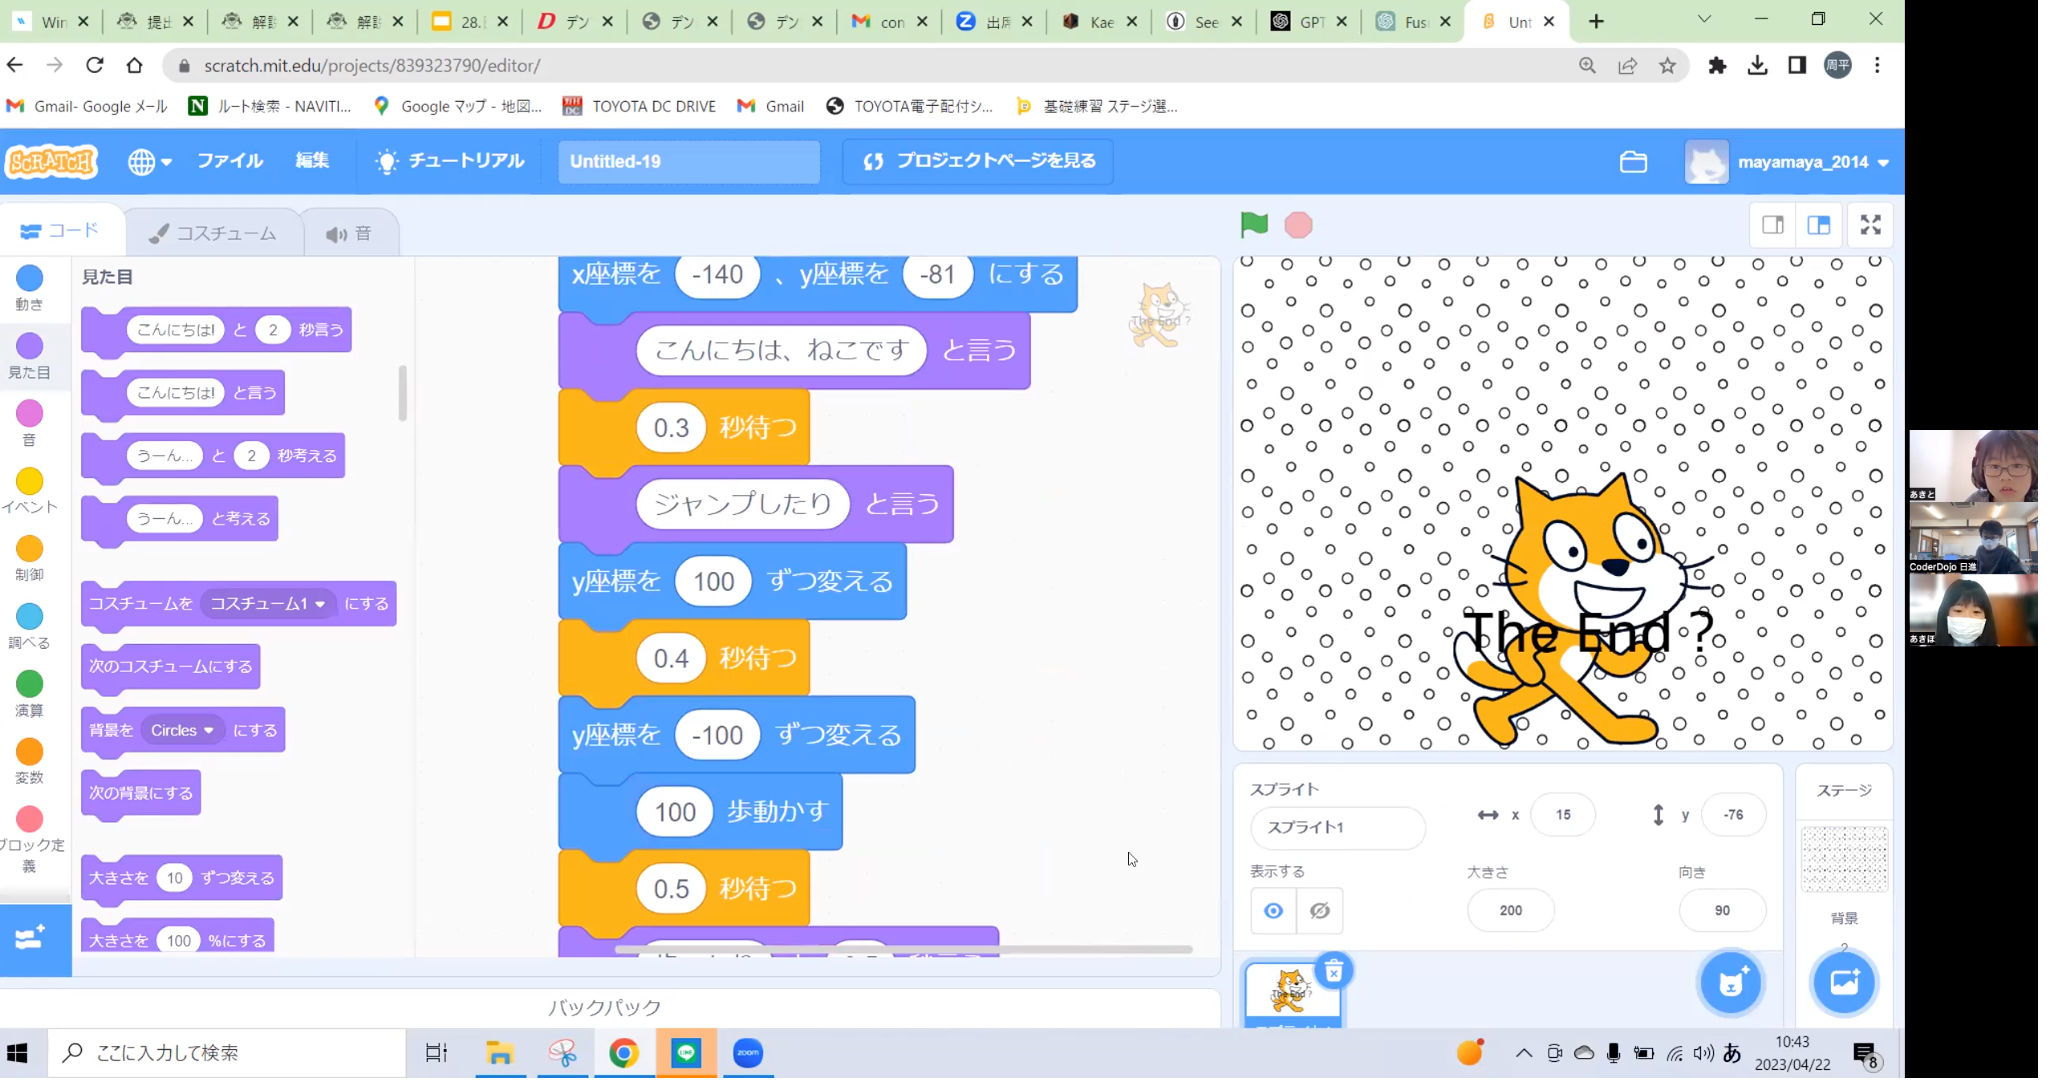 Win
提出
解説
解説
28.
デン
デン
デン
con
出席
Kae
See
GPT
Fus
Unt
scratch.mit.edu/projects/839323790/editor/
周平
Gmail- Google メール
ルート検索 - NAVITI...
Google マップ - 地図...
TOYOTA DC DRIVE
Gmail
TOYOTA電子配付シ...
基礎練習 ステージ選...
SCRATCH
ファイル
編集
チュートリアル
Untitled-19
プロジェクトページを見る
mayamaya_2014
コード
コスチューム
音
動き
見た目
音
イベント
制御
調べる
演算
変数
ブロック定義
見た目
こんにちは! と 2 秒言う
こんにちは! と言う
うーん... と 2 秒考える
うーん... と考える
コスチュームを コスチューム1 にする
次のコスチュームにする
背景を Circles にする
次の背景にする
大きさを 10 ずつ変える
大きさを 100 %にする
x座標を -140 、y座標を -81 にする
こんにちは、ねこです と言う
0.3 秒待つ
ジャンプしたり と言う
y座標を 100 ずつ変える
0.4 秒待つ
y座標を -100 ずつ変える
100 歩動かす
0.5 秒待つ
The End ?
The End ?
バックパック
スプライト
スプライト1
x 15
y -76
表示する
大きさ
200
向き
90
The End ?
ステージ
背景
2
あきと
CoderDojo 日進
あきほ
ここに入力して検索
LINE
zoom
あ
10:43
2023/04/22
8